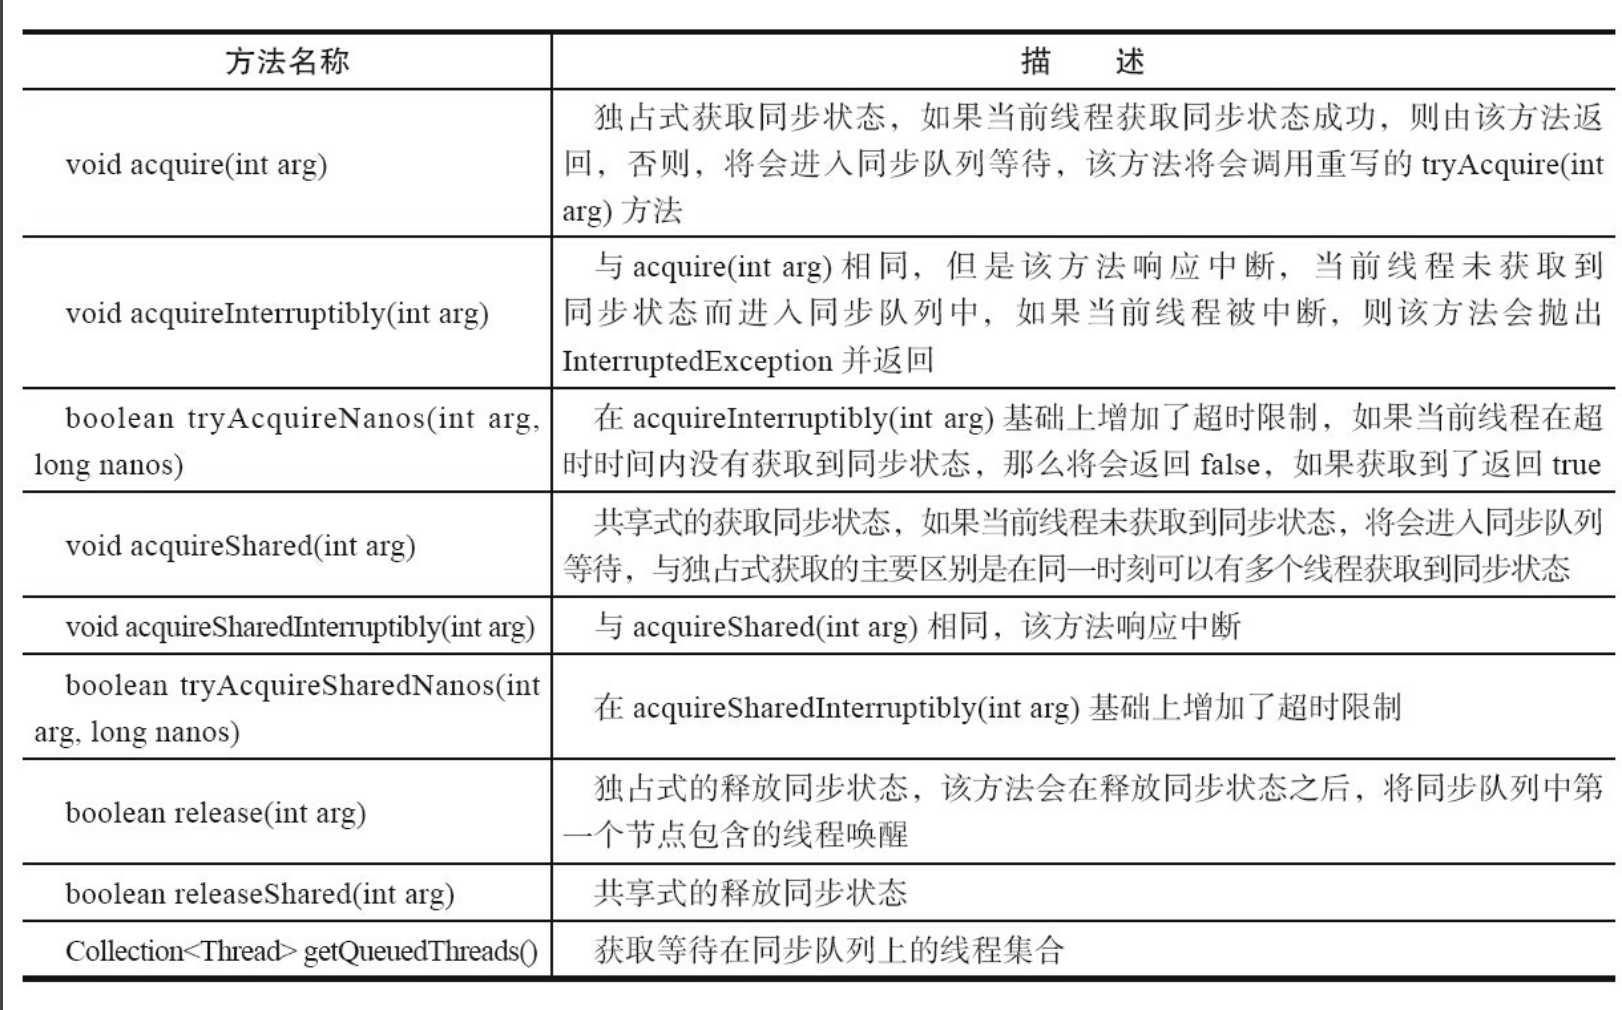 方法名称
描 述
void acquire(int arg)
独占式获取同步状态，如果当前线程获取同步状态成功，则由该方法返
回，否则，将会进入同步队列等待，该方法将会调用重写的 tryAcquire(int
arg) 方法
void acquireInterruptibly(int arg)
与 acquire(int arg) 相同，但是该方法响应中断，当前线程未获取到
同步状态而进入同步队列中，如果当前线程被中断，则该方法会抛出
InterruptedException 并返回
boolean tryAcquireNanos(int arg,
long nanos)
在 acquireInterruptibly(int arg) 基础上增加了超时限制，如果当前线程在超
时时间内没有获取到同步状态，那么将会返回 false，如果获取到了返回 true
void acquireShared(int arg)
共享式的获取同步状态，如果当前线程未获取到同步状态，将会进入同步队列
等待，与独占式获取的主要区别是在同一时刻可以有多个线程获取到同步状态
void acquireSharedInterruptibly(int arg)
与 acquireShared(int arg) 相同，该方法响应中断
boolean tryAcquireSharedNanos(int
arg, long nanos)
在 acquireSharedInterruptibly(int arg) 基础上增加了超时限制
boolean release(int arg)
独占式的释放同步状态，该方法会在释放同步状态之后，将同步队列中第
一个节点包含的线程唤醒
boolean releaseShared(int arg)
共享式的释放同步状态
Collection<Thread> getQueuedThreads()
获取等待在同步队列上的线程集合